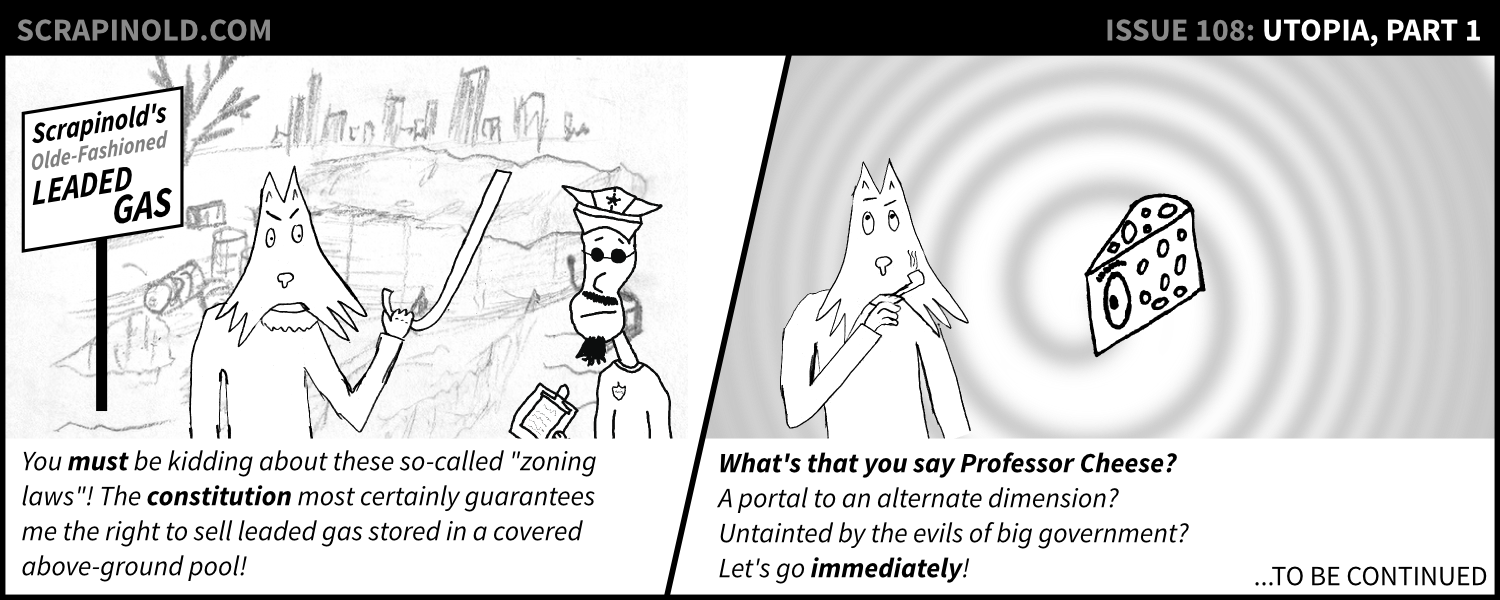 SCRAPINOLD.COM
ISSUE 108: UTOPIA, PART 1
Scrapinold's
Olde-Fashioned
LEADED
GAS
You must be kidding about these so-called "zoning
laws"! The constitution most certainly guarantees
me the right to sell leaded gas stored in a covered
above-ground pool!
What's that you say Professor Cheese?
A portal to an alternate dimension?
Untainted by the evils of big government?
Let's go immediately!
...TO BE CONTINUED